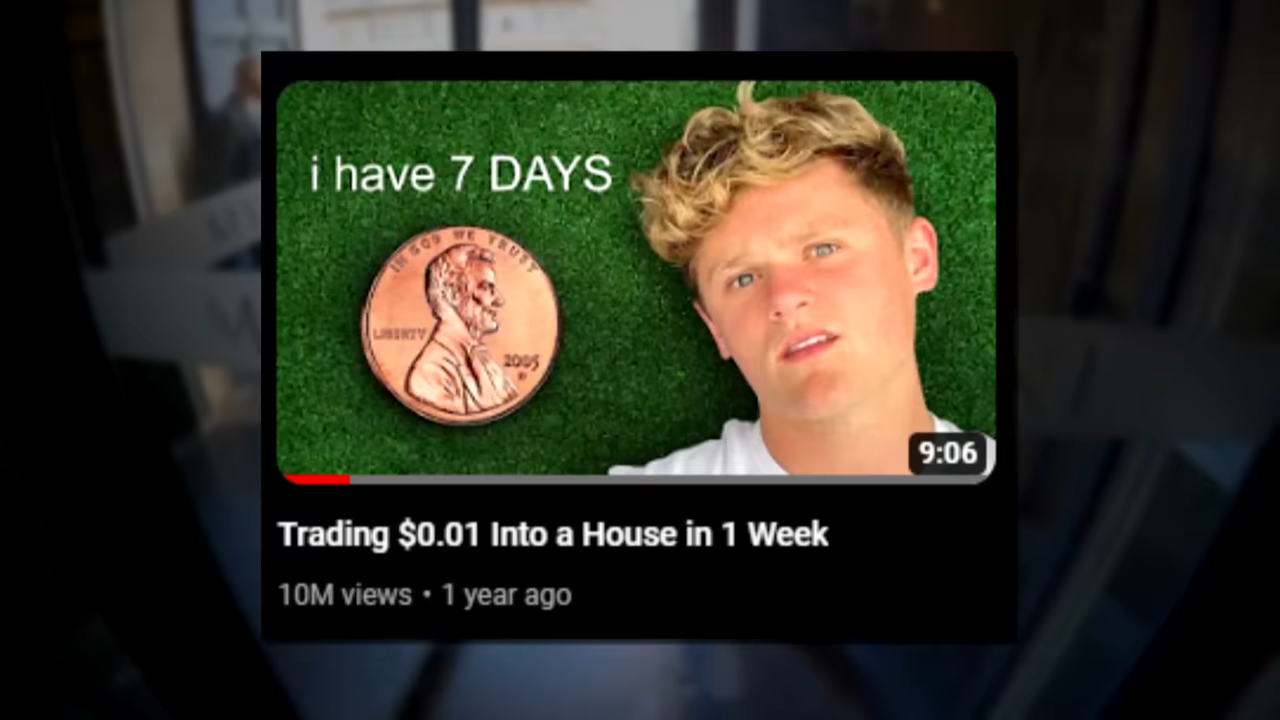 i have 7 DAYS
IN GOD WE TRUST
LIBERTY
2005
D
9:06
Trading $0.01 Into a House in 1 Week
10M views • 1 year ago